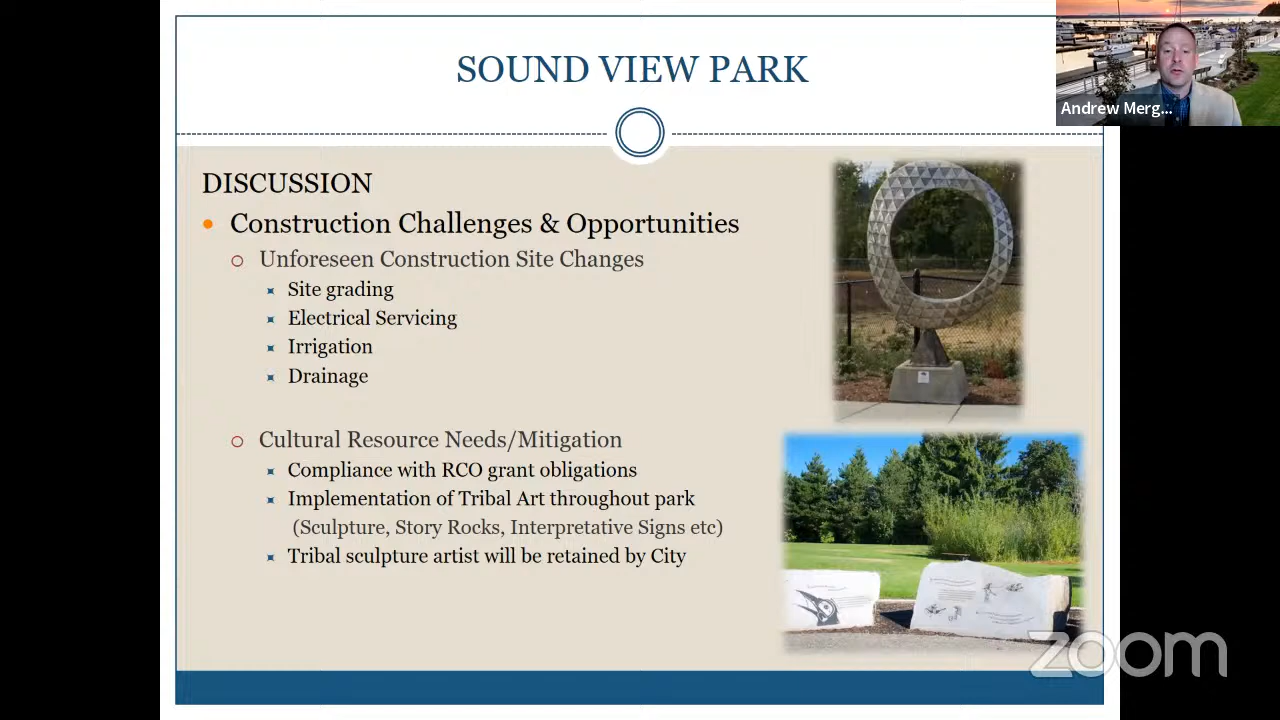 SOUND VIEW PARK
Andrew Merg...
DISCUSSION
Construction Challenges & Opportunities
Unforeseen Construction Site Changes
Site grading
Electrical Servicing
Irrigation
Drainage
Cultural Resource Needs/Mitigation
Compliance with RCO grant obligations
Implementation of Tribal Art throughout park
(Sculpture, Story Rocks, Interpretative Signs etc)
Tribal sculpture artist will be retained by City
zoom